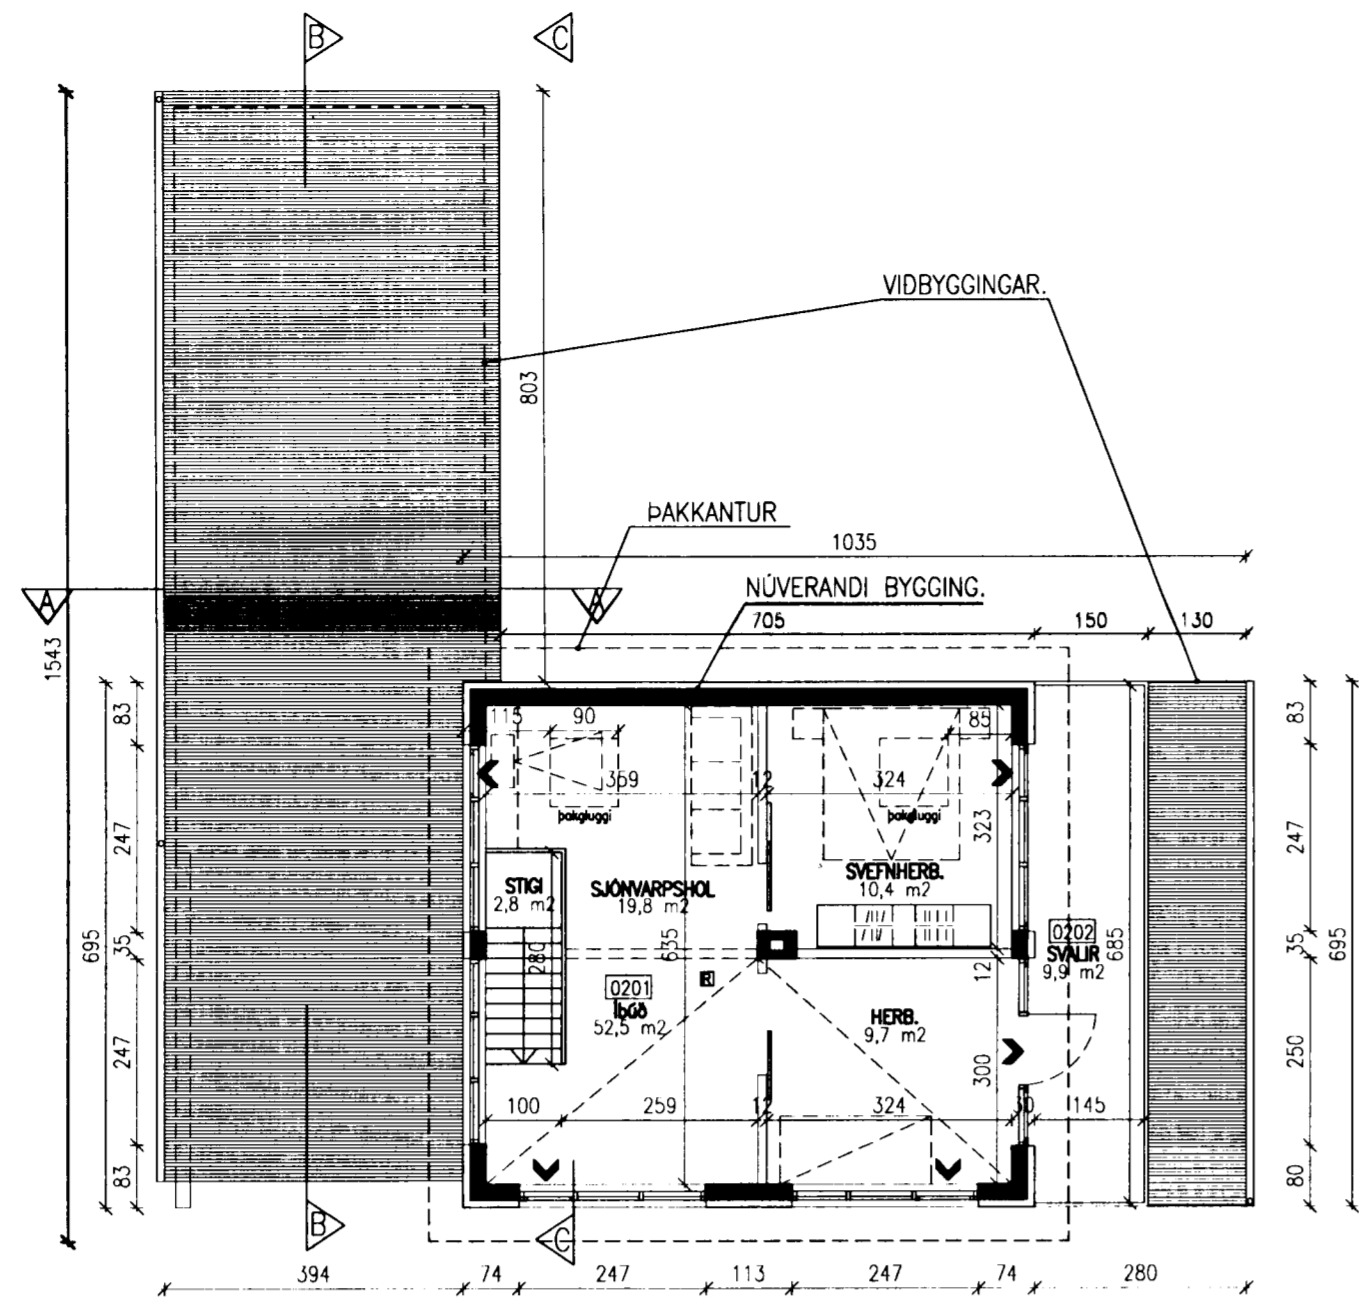 B
C
VIÐBYGGINGAR.
803
ÞAKKANTUR
1035
A
A
NÚVERANDI BYGGING.
705
150
130
1543
115
90
85
83
83
359
12
324
þakgluggi
þakgluggi
323
247
247
STIGI
2,8 m2
SJÓNVARPSHOL
19,8 m2
SVEFNHERB.
10,4 m2
695
35
280
635
0202
SVALIR
9,9 m2
685
35
695
R
12
0201
Íbúð
52,5 m2
HERB.
9,7 m2
247
300
250
100
259
12
324
30
145
83
80
B
C
394
74
247
113
247
74
280